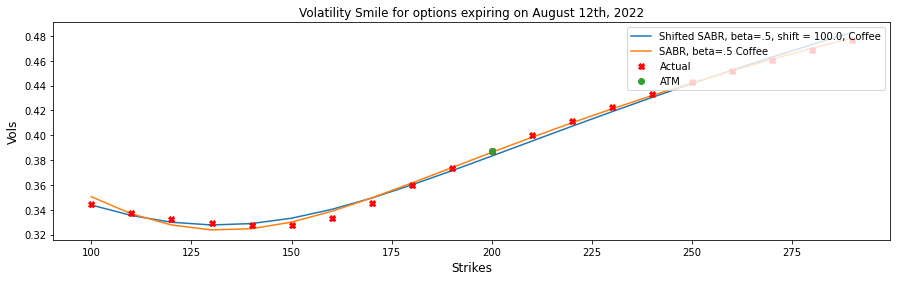 Volatility Smile for options expiring on August 12th, 2022
Shifted SABR, beta=.5, shift = 100.0, Coffee
SABR, beta=.5 Coffee
Actual
ATM
Vols
0.48
0.46
0.44
0.42
0.40
0.38
0.36
0.34
0.32
100
125
150
175
200
225
250
275
Strikes